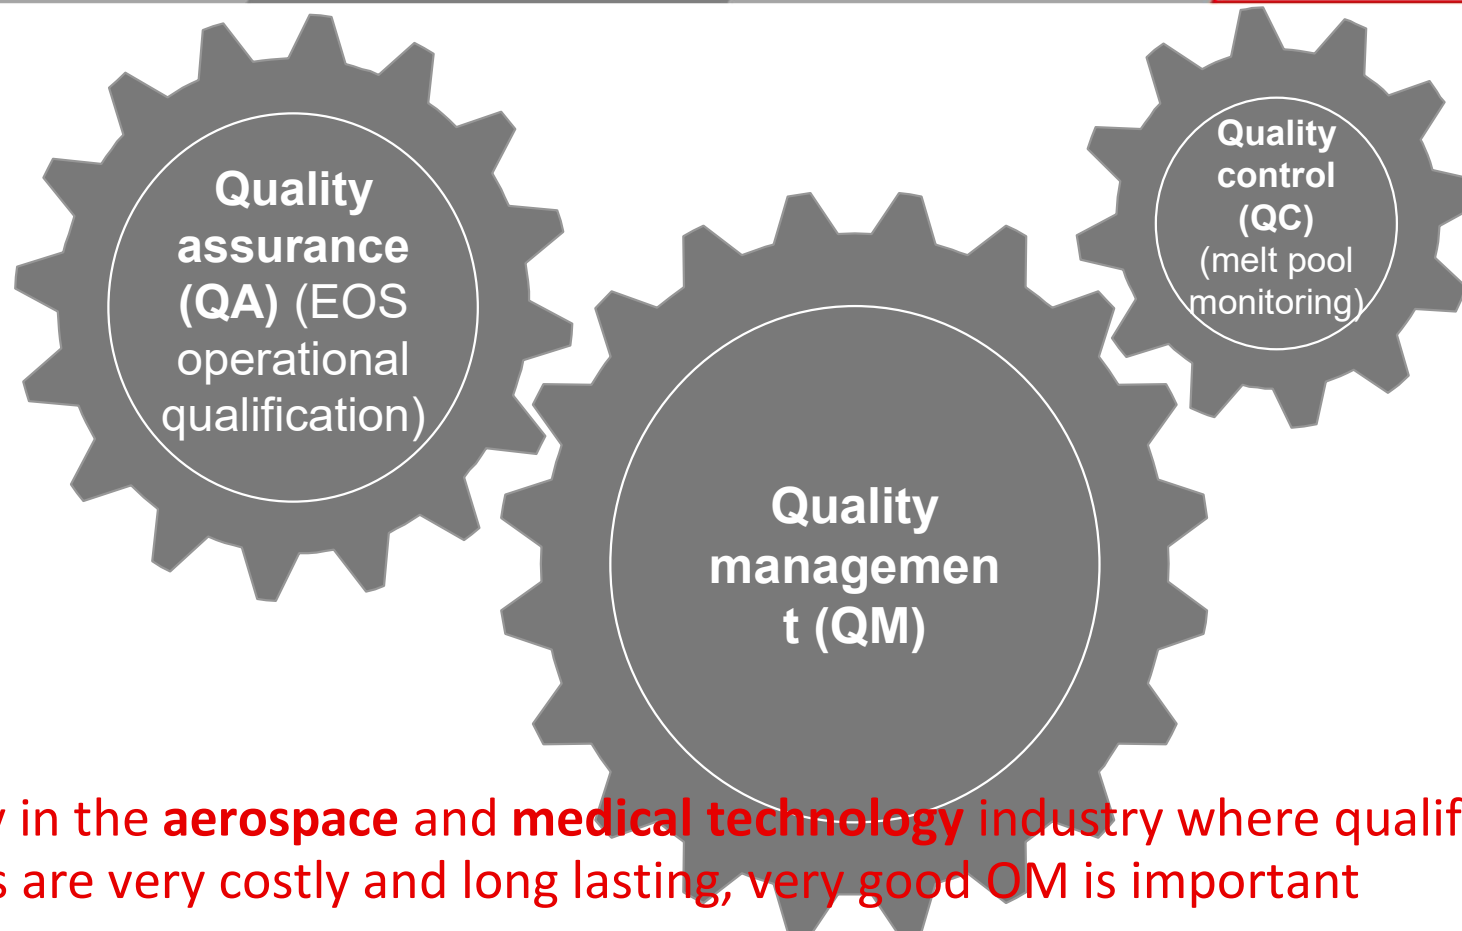 Quality
assurance
(QA) (EOS
operational
qualification)
Quality
control
(QC)
(melt pool
monitoring)
Quality
managemen
t (QM)
y in the aerospace and medical technology industry where qualif
s are very costly and long lasting, very good QM is important